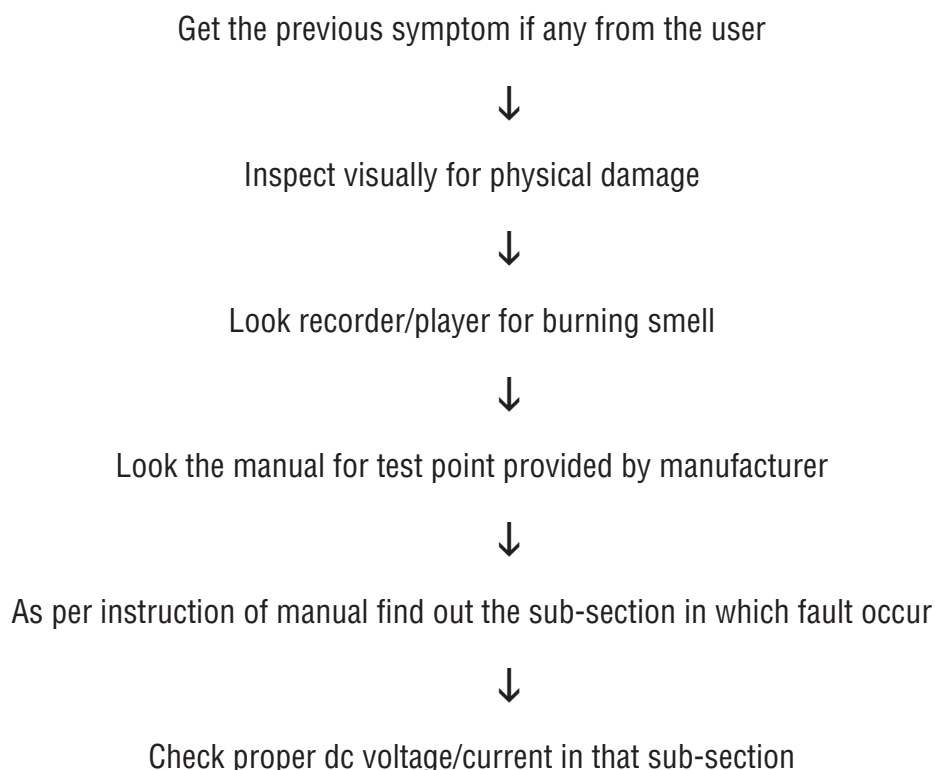 Get the previous symptom if any from the user
↓
Inspect visually for physical damage
↓
Look recorder/player for burning smell
↓
Look the manual for test point provided by manufacturer
↓
As per instruction of manual find out the sub-section in which fault occur
↓
Check proper dc voltage/current in that sub-section